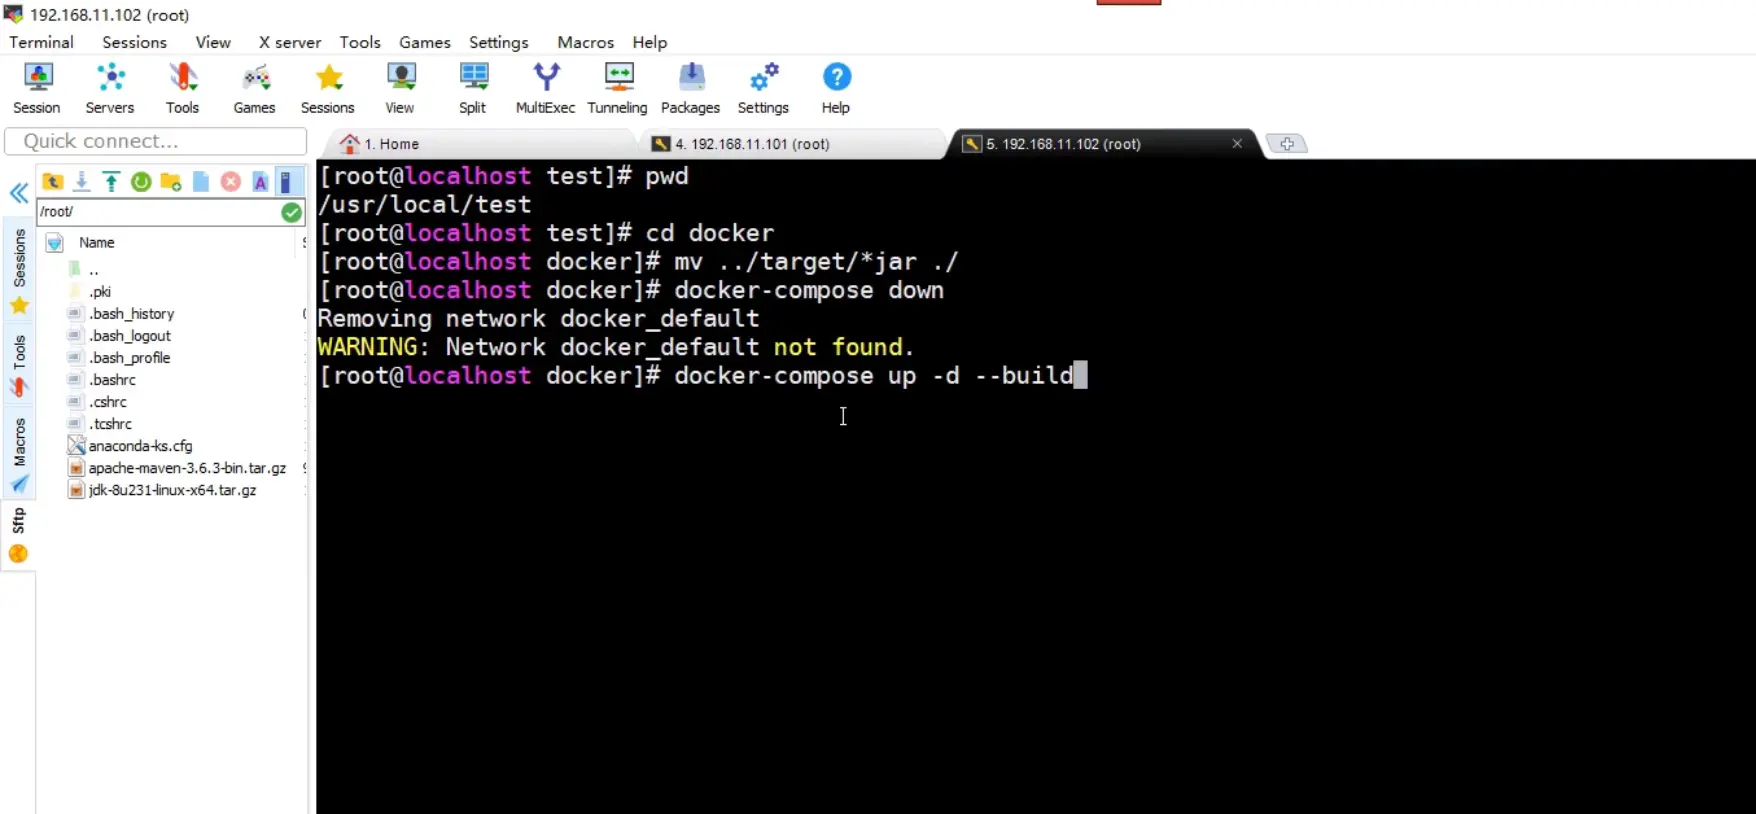 192.168.11.102 (root)
Terminal Sessions View X server Tools Games Settings Macros Help
Session Servers Tools Games Sessions View Split MultiExec Tunneling Packages Settings Help
Quick connect...
1. Home
4. 192.168.11.101 (root)
5. 192.168.11.102 (root)
/root/
Name
..
.pki
.bash_history
.bash_logout
.bash_profile
.bashrc
.cshrc
.tcshrc
anaconda-ks.cfg
apache-maven-3.6.3-bin.tar.gz
jdk-8u231-linux-x64.tar.gz
Sessions
Tools
Macros
Sftp
[root@localhost test]# pwd
/usr/local/test
[root@localhost test]# cd docker
[root@localhost docker]# mv ../target/*jar ./
[root@localhost docker]# docker-compose down
Removing network docker_default
WARNING: Network docker_default not found.
[root@localhost docker]# docker-compose up -d --build